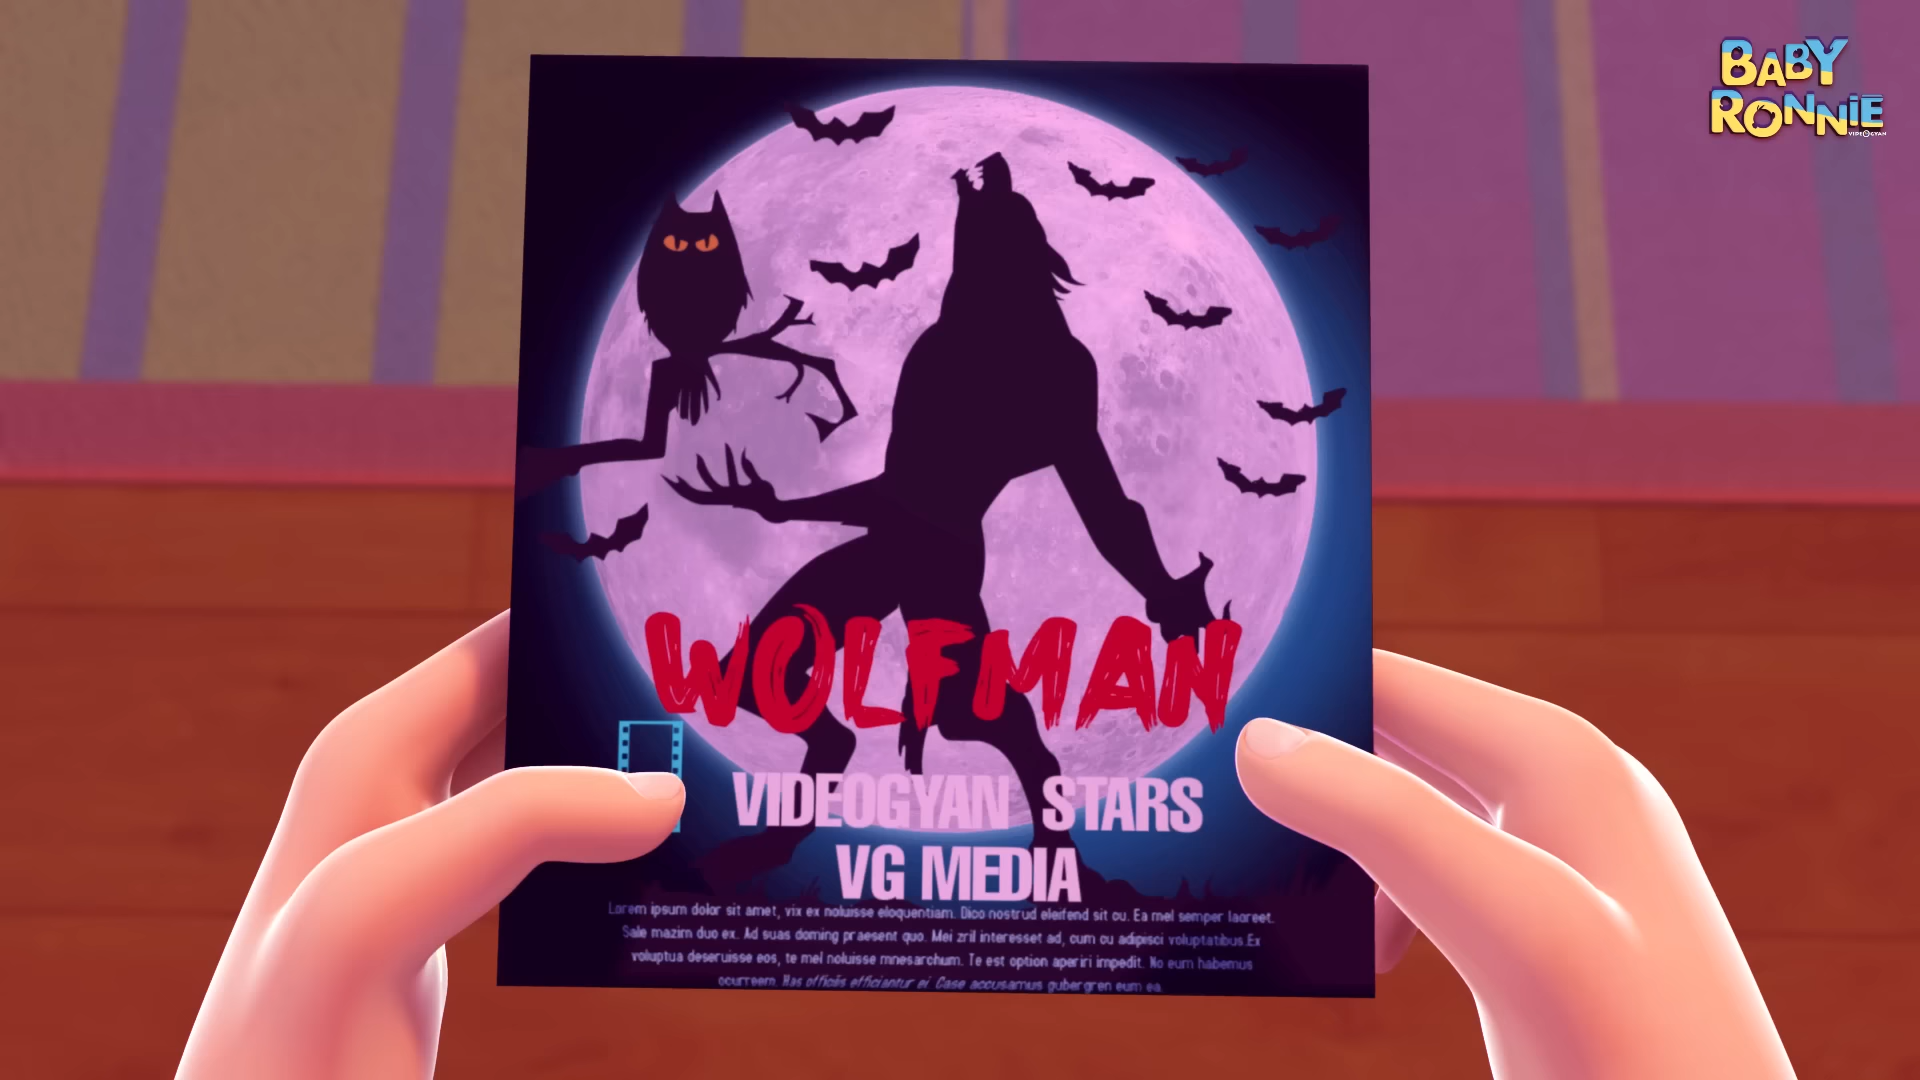 BABY
RONNIE
VIDEOGYAN
WOLFMAN
VIDEOGYAN STARS
VG MEDIA
Lorem ipsum dolor sit amet, vix ex noluisse eloquentiam. Dico nostrud eleifend sit cu. Ea mel semper laoreet.
Sale mazim duo ex. Ad suas doming praesent quo. Mei zril interesset ad, cum cu adipisci voluptatibus.Ex
voluptua deseruisse eos, te mel noluisse mnesarchum. Te est option aperiri impedit. No eum habemus
ocurreem. Has officiis efficiantur ei. Case accusamus gubergren eum ea.